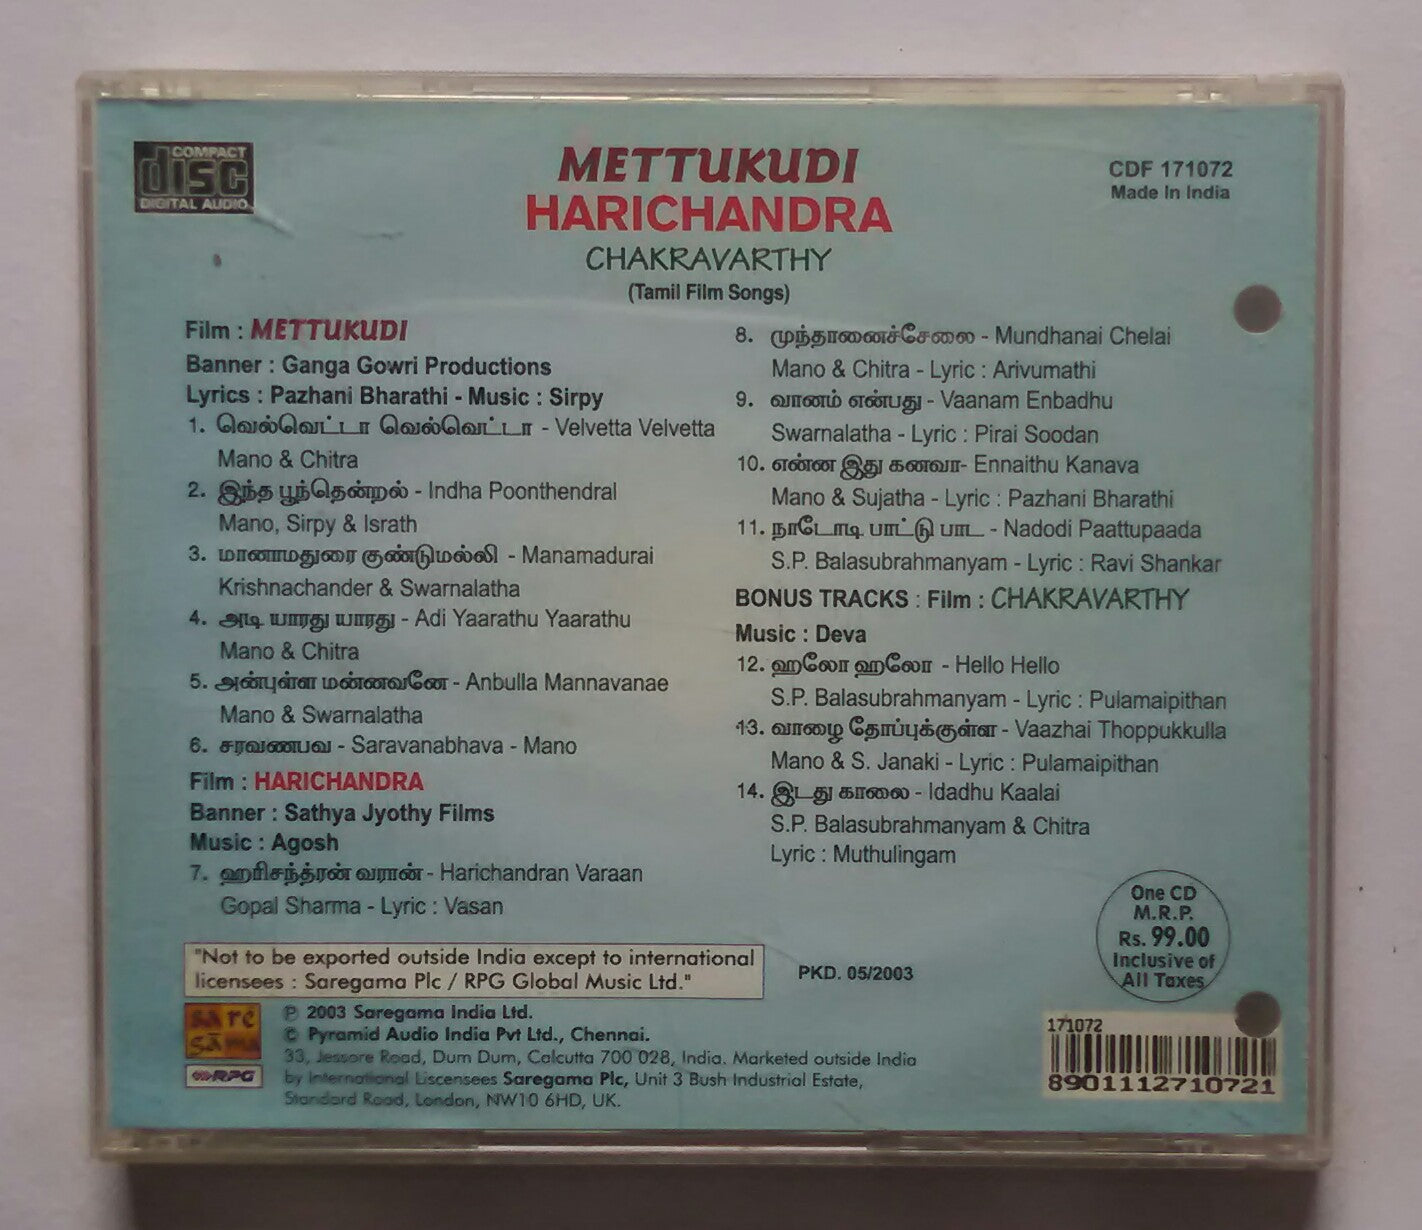 COMPACT
disc
DIGITAL AUDIO
METTUKUDI
HARICHANDRA
CHAKRAVARTHY
(Tamil Film Songs)
CDF 171072
Made In India
Film : METTUKUDI
Banner : Ganga Gowri Productions
Lyrics : Pazhani Bharathi - Music : Sirpy
1. வெல்வெட்டா வெல்வெட்டா - Velvetta Velvetta
Mano & Chitra
2. இந்த பூந்தென்றல் - Indha Poonthendral
Mano, Sirpy & Israth
3. மானாமதுரை குண்டுமல்லி - Manamadurai
Krishnachander & Swarnalatha
4. அடி யாரது யாரது - Adi Yaarathu Yaarathu
Mano & Chitra
5. அன்புள்ள மன்னவனே - Anbulla Mannavanae
Mano & Swarnalatha
6. சரவணபவ - Saravanabhava - Mano
Film : HARICHANDRA
Banner : Sathya Jyothy Films
Music : Agosh
7. ஹரிசந்த்ரன் வரான் - Harichandran Varaan
Gopal Sharma - Lyric : Vasan
8. முந்தானைச்சேலை - Mundhanai Chelai
Mano & Chitra - Lyric : Arivumathi
9. வானம் என்பது - Vaanam Enbadhu
Swarnalatha - Lyric : Pirai Soodan
10. என்ன இது கனவா- Ennaithu Kanava
Mano & Sujatha - Lyric : Pazhani Bharathi
11. நாடோடி பாட்டு பாட - Nadodi Paattupaada
S.P. Balasubrahmanyam - Lyric : Ravi Shankar
BONUS TRACKS : Film : CHAKRAVARTHY
Music : Deva
12. ஹலோ ஹலோ - Hello Hello
S.P. Balasubrahmanyam - Lyric : Pulamaipithan
13. வாழை தோப்புக்குள்ள - Vaazhai Thoppukkulla
Mano & S. Janaki - Lyric : Pulamaipithan
14. இடது காலை - Idadhu Kaalai
S.P. Balasubrahmanyam & Chitra
Lyric : Muthulingam
One CD
M.R.P.
Rs. 99.00
Inclusive of
All Taxes
"Not to be exported outside India except to international
licensees : Saregama Plc / RPG Global Music Ltd."
PKD. 05/2003
sa re
gama
RPG
℗ 2003 Saregama India Ltd.
© Pyramid Audio India Pvt Ltd., Chennai.
33, Jessore Road, Dum Dum, Calcutta 700 028, India. Marketed outside India
by International Liscensees Saregama Plc, Unit 3 Bush Industrial Estate,
Standard Road, London, NW10 6HD, UK.
171072
8901112710721